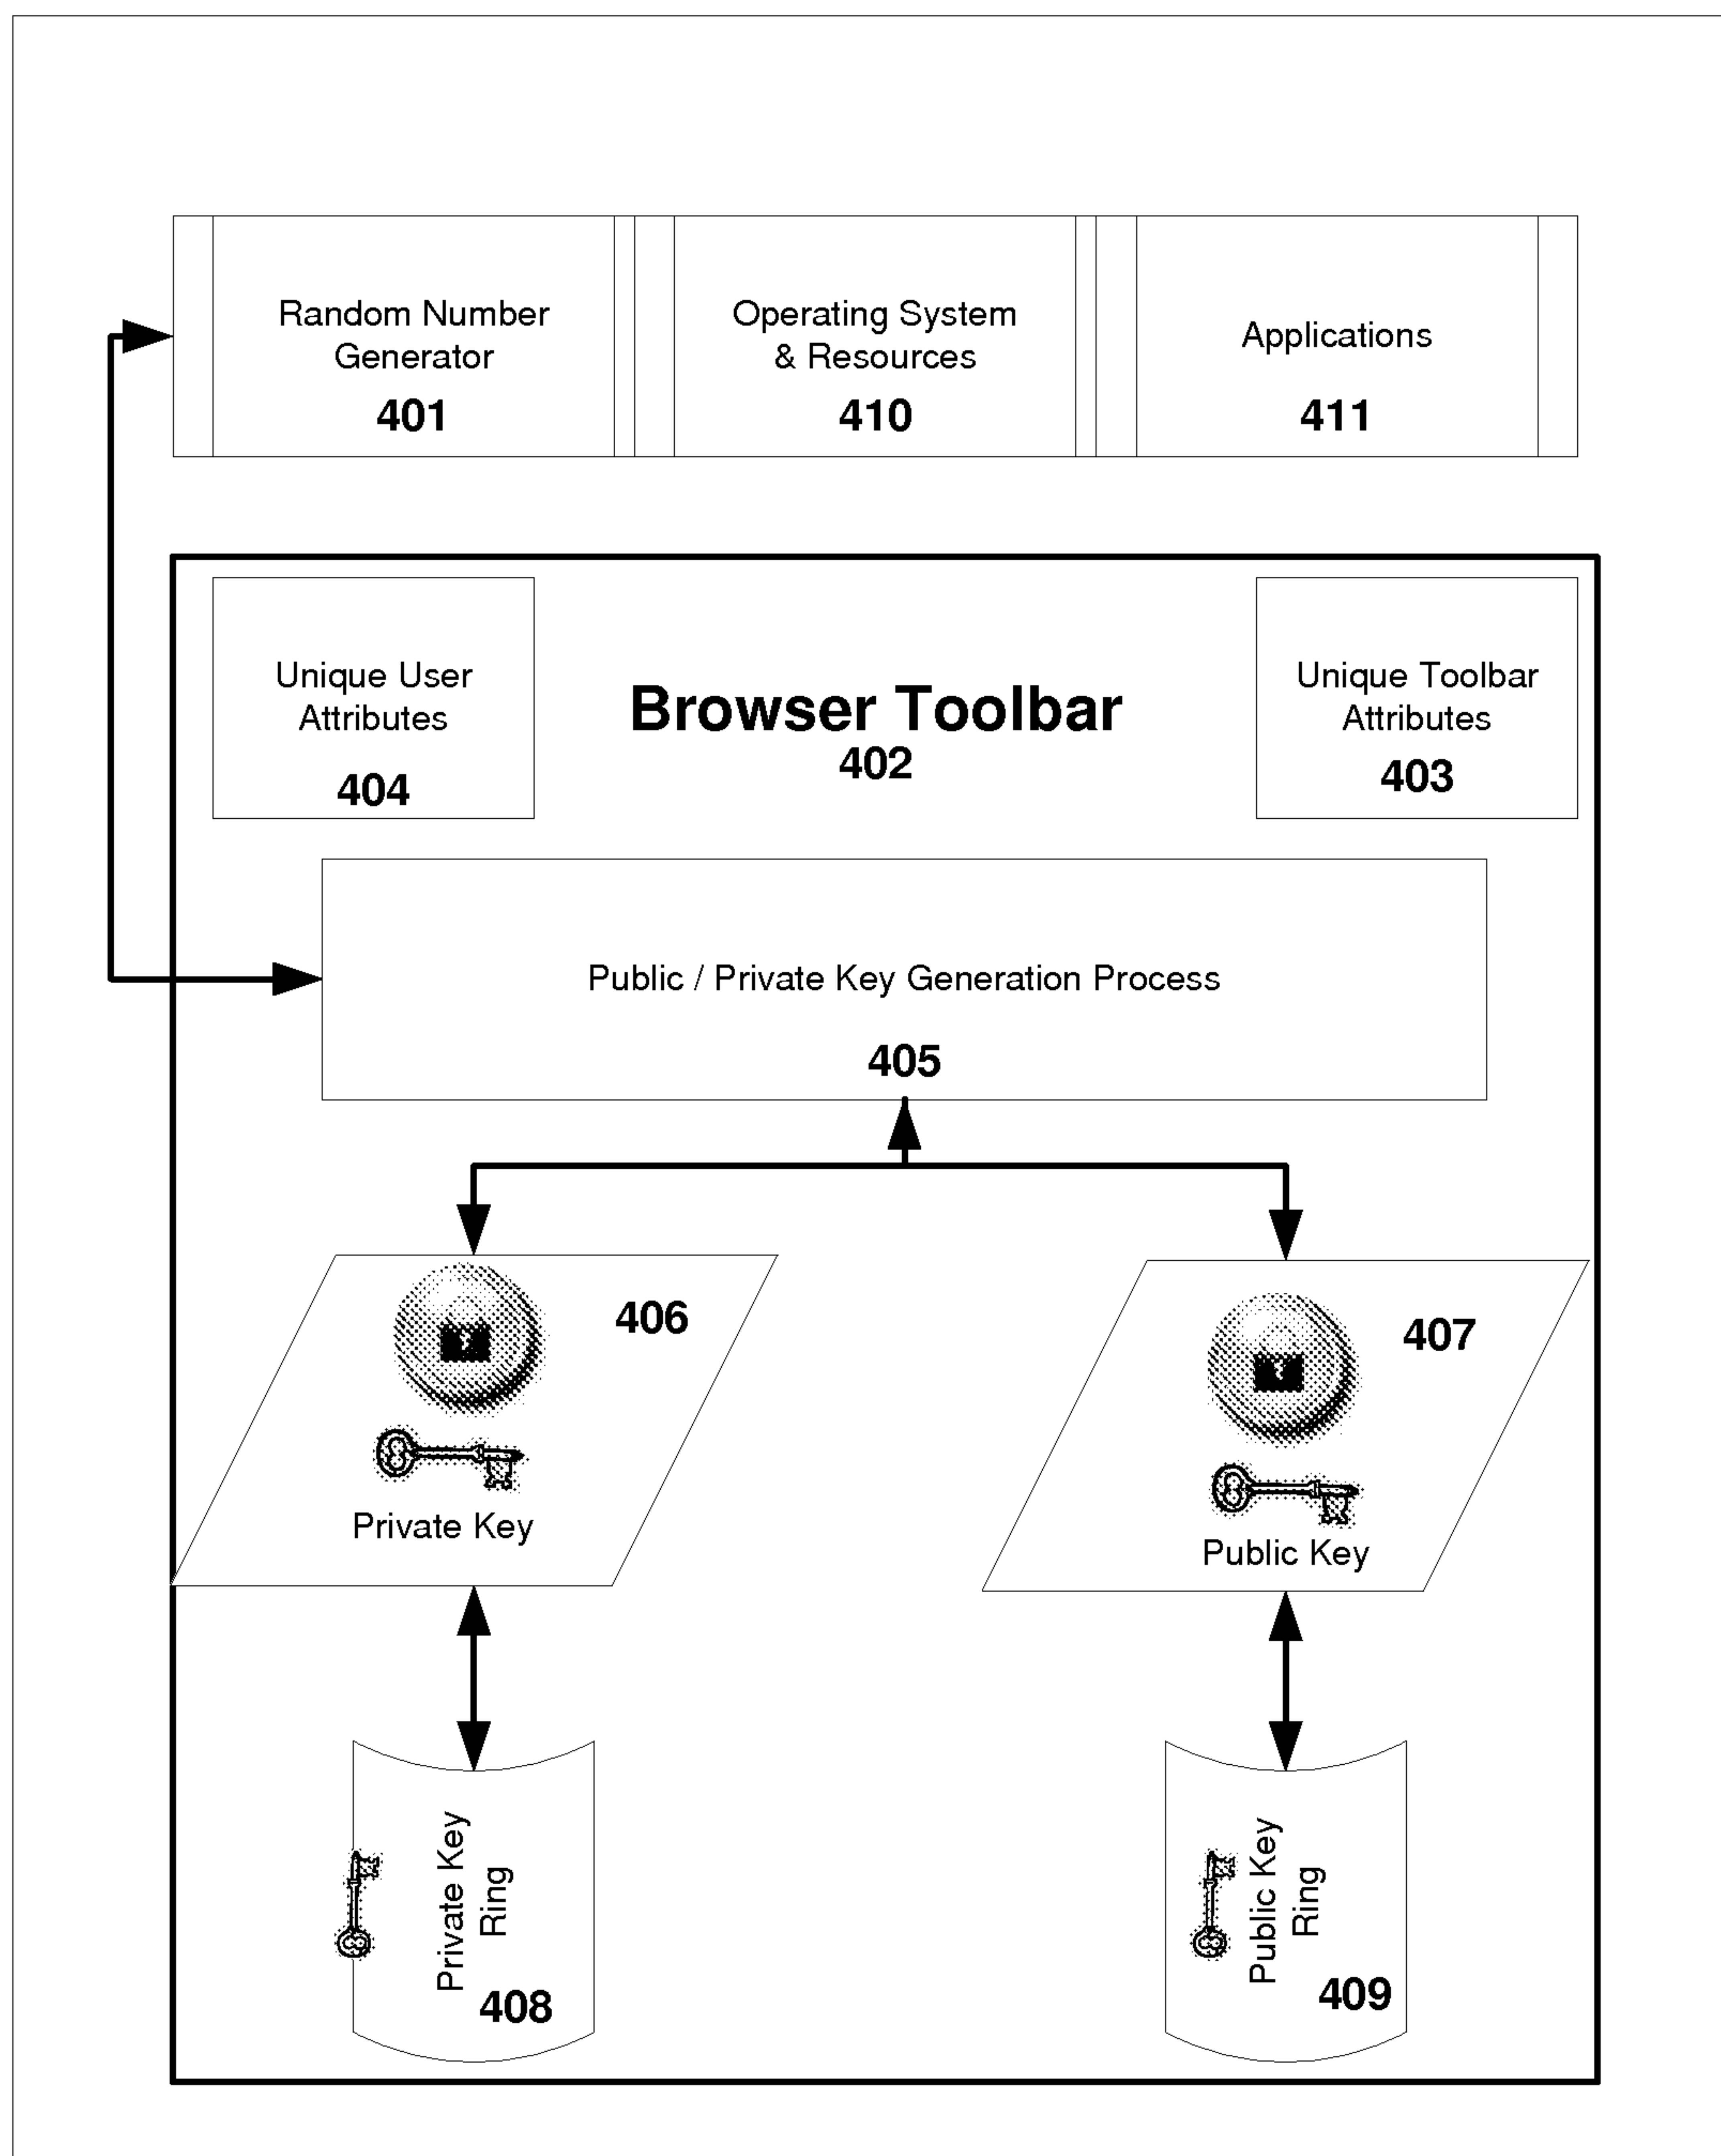 Random Number
Generator
401
Operating System
& Resources
410
Applications
411
Unique User
Attributes
404
Browser Toolbar
402
Unique Toolbar
Attributes
403
Public / Private Key Generation Process
405
406
Private Key
407
Public Key
Private Key
Ring
408
Public Key
Ring
409